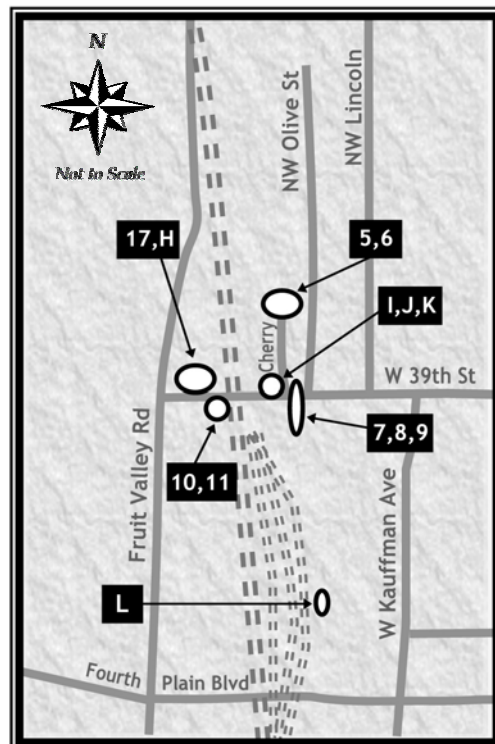 N
Not to Scale
NW Olive St
NW Lincoln
17,H
5,6
I,J,K
Cherry
W 39th St
7,8,9
10,11
Fruit Valley Rd
W Kauffman Ave
L
Fourth Plain Blvd